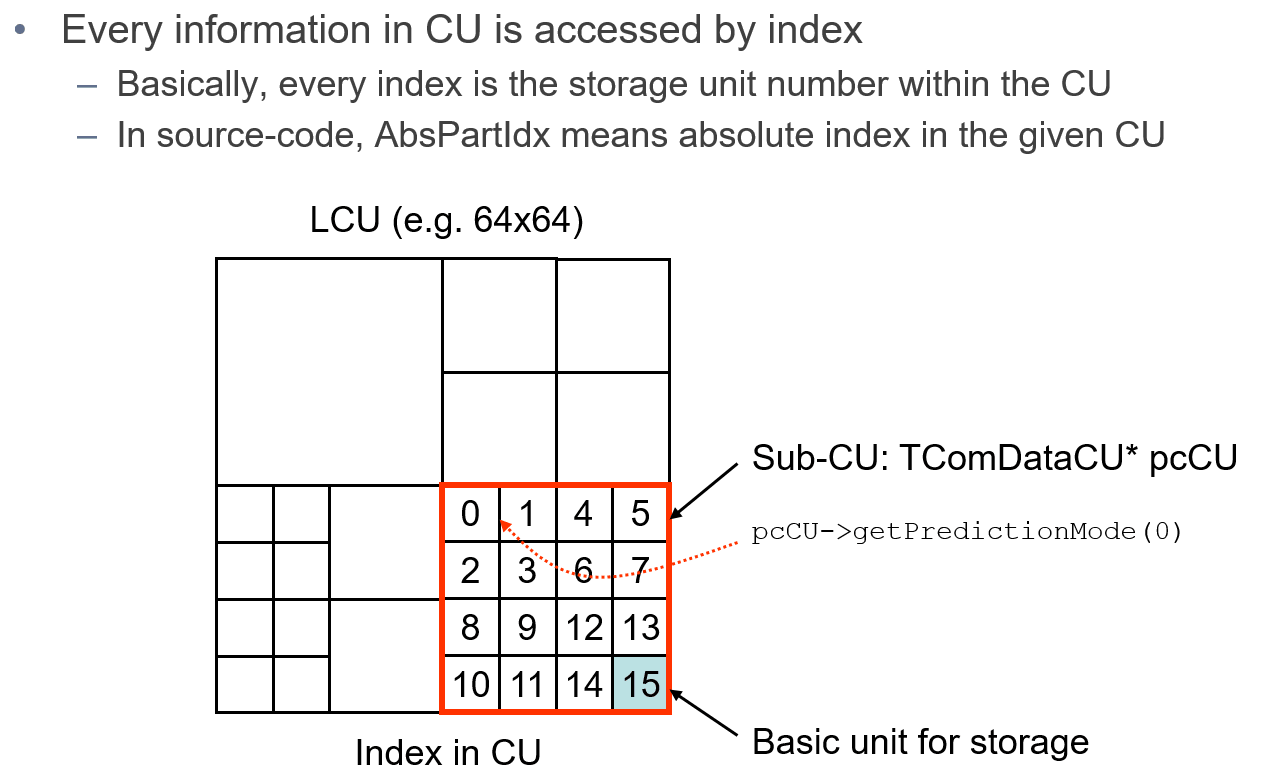 • Every information in CU is accessed by index
– Basically, every index is the storage unit number within the CU
– In source-code, AbsPartIdx means absolute index in the given CU
LCU (e.g. 64x64)
Sub-CU: TComDataCU* pcCU
0 1 4 5
pcCU->getPredictionMode(0)
2 3 6 7
8 9 12 13
10 11 14 15
Basic unit for storage
Index in CU